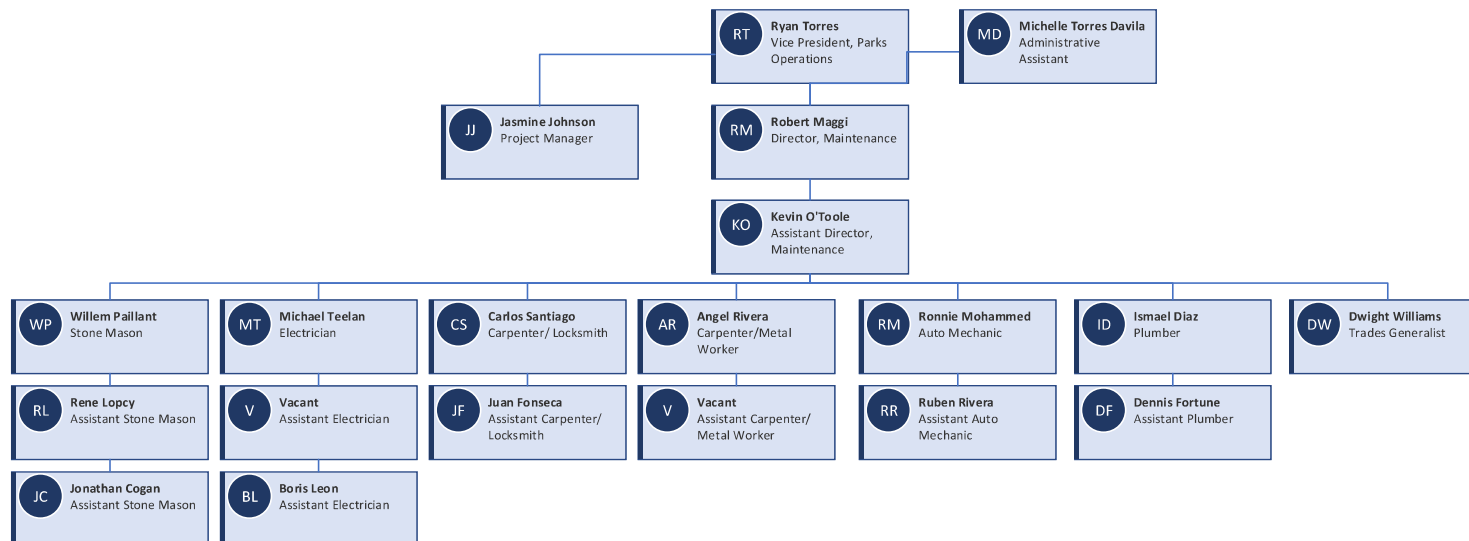 RT
Ryan Torres
Vice President, Parks
Operations
MD
Michelle Torres Davila
Administrative
Assistant
JJ
Jasmine Johnson
Project Manager
RM
Robert Maggi
Director, Maintenance
KO
Kevin O'Toole
Assistant Director,
Maintenance
WP
Willem Paillant
Stone Mason
MT
Michael Teelan
Electrician
CS
Carlos Santiago
Carpenter/ Locksmith
AR
Angel Rivera
Carpenter/Metal
Worker
RM
Ronnie Mohammed
Auto Mechanic
ID
Ismael Diaz
Plumber
DW
Dwight Williams
Trades Generalist
RL
Rene Lopcy
Assistant Stone Mason
V
Vacant
Assistant Electrician
JF
Juan Fonseca
Assistant Carpenter/
Locksmith
V
Vacant
Assistant Carpenter/
Metal Worker
RR
Ruben Rivera
Assistant Auto
Mechanic
DF
Dennis Fortune
Assistant Plumber
JC
Jonathan Cogan
Assistant Stone Mason
BL
Boris Leon
Assistant Electrician